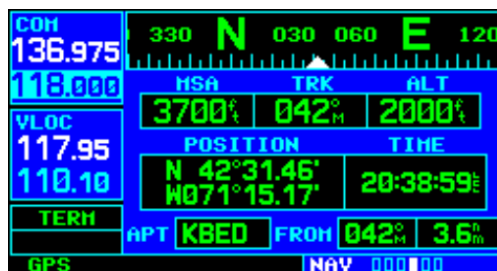 COM
136.975
118.000
VLOC
117.95
110.10
TERM
GPS
330 N 030 060 E 120
MSA TRK ALT
3700ft 042°M 2000ft
POSITION TIME
N 42°31.46'
W071°15.17'
20:38:59
APT KBED FROM 042°M 3.6nm
NAV